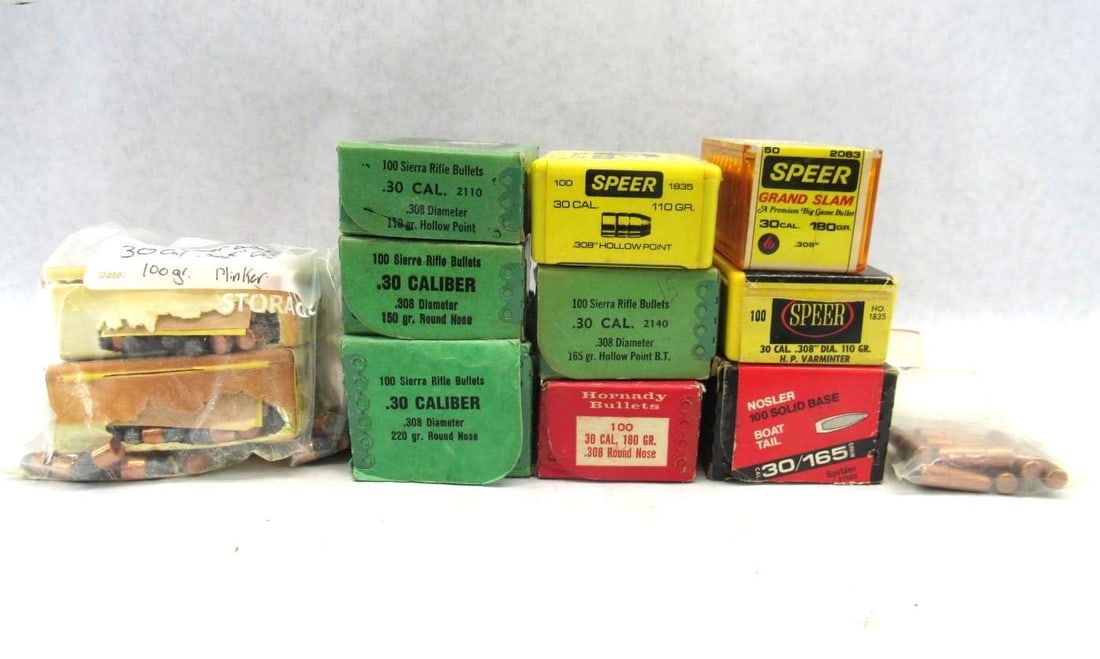 30
Date: 100gr. Plinker
STORAG
100 Sierra Rifle Bullets
.30 CAL. 2110
.308 Diameter
110 gr. Hollow Point
100 Sierra Rifle Bullets
.30 CALIBER
.308 Diameter
150 gr. Round Nose
100 Sierra Rifle Bullets
.30 CALIBER
.308 Diameter
220 gr. Round Nose
100 SPEER 1835
30 CAL. 110 GR.
.308" HOLLOW POINT
100 Sierra Rifle Bullets
.30 CAL. 2140
.308 Diameter
165 gr. Hollow Point B.T.
Hornady
Bullets
100
30 CAL. 180 GR.
.308 Round Nose
50 2083
SPEER
GRAND SLAM
A Premium Big Game Bullet
30 CAL. 180 GR.
.308"
100 SPEER NO.
1835
30 CAL. .308" DIA. 110 GR.
H. P. VARMINTER
NOSLER
100 SOLID BASE
BOAT
TAIL
30/165
Spitzer